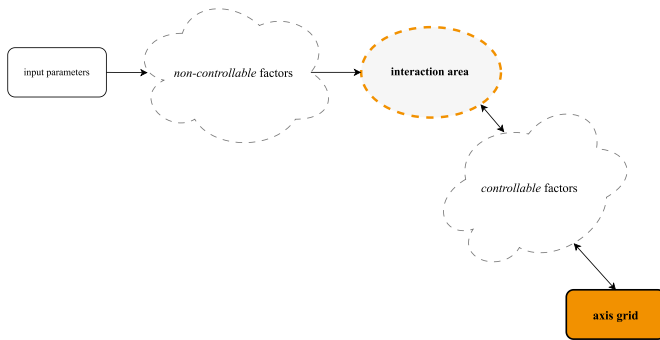 input parameters
non-controllable factors
interaction area
controllable factors
axis grid